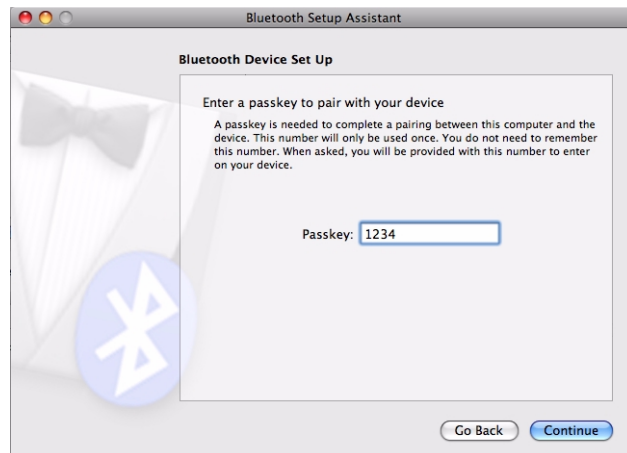 Bluetooth Setup Assistant
Bluetooth Device Set Up
Enter a passkey to pair with your device
A passkey is needed to complete a pairing between this computer and the
device. This number will only be used once. You do not need to remember
this number. When asked, you will be provided with this number to enter
on your device.
Passkey: 1234
Go Back Continue